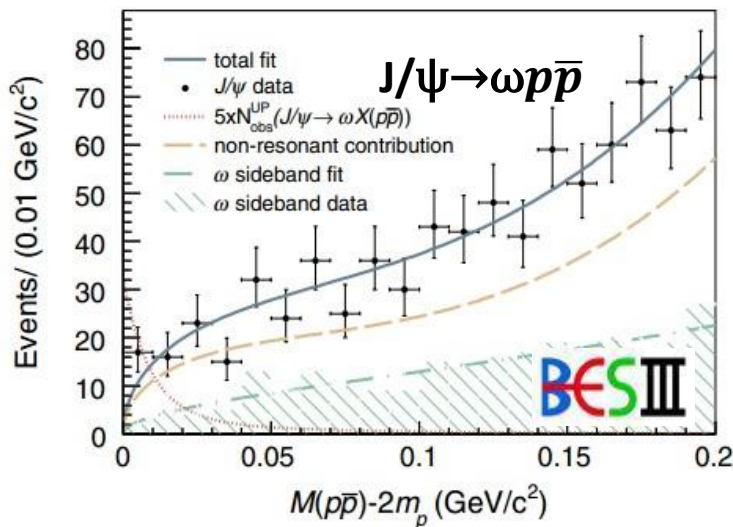 J/ψ→ωpp̅
total fit
J/ψ data
5xN^UP_obs(J/ψ→ ωX(pp̅))
non-resonant contribution
ω sideband fit
ω sideband data
Events/ (0.01 GeV/c²)
80
70
60
50
40
30
20
10
0
BESIII
0 0.05 0.1 0.15 0.2
M(pp̅)-2m_p (GeV/c²)